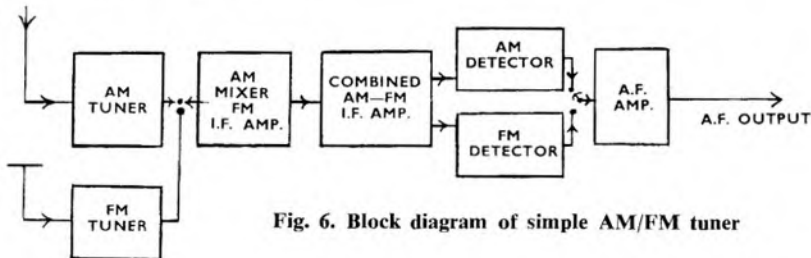 AM
TUNER
AM
MIXER
FM
I.F. AMP.
COMBINED
AM—FM
I.F. AMP.
AM
DETECTOR
FM
DETECTOR
A.F.
AMP.
A.F. OUTPUT
FM
TUNER
Fig. 6. Block diagram of simple AM/FM tuner